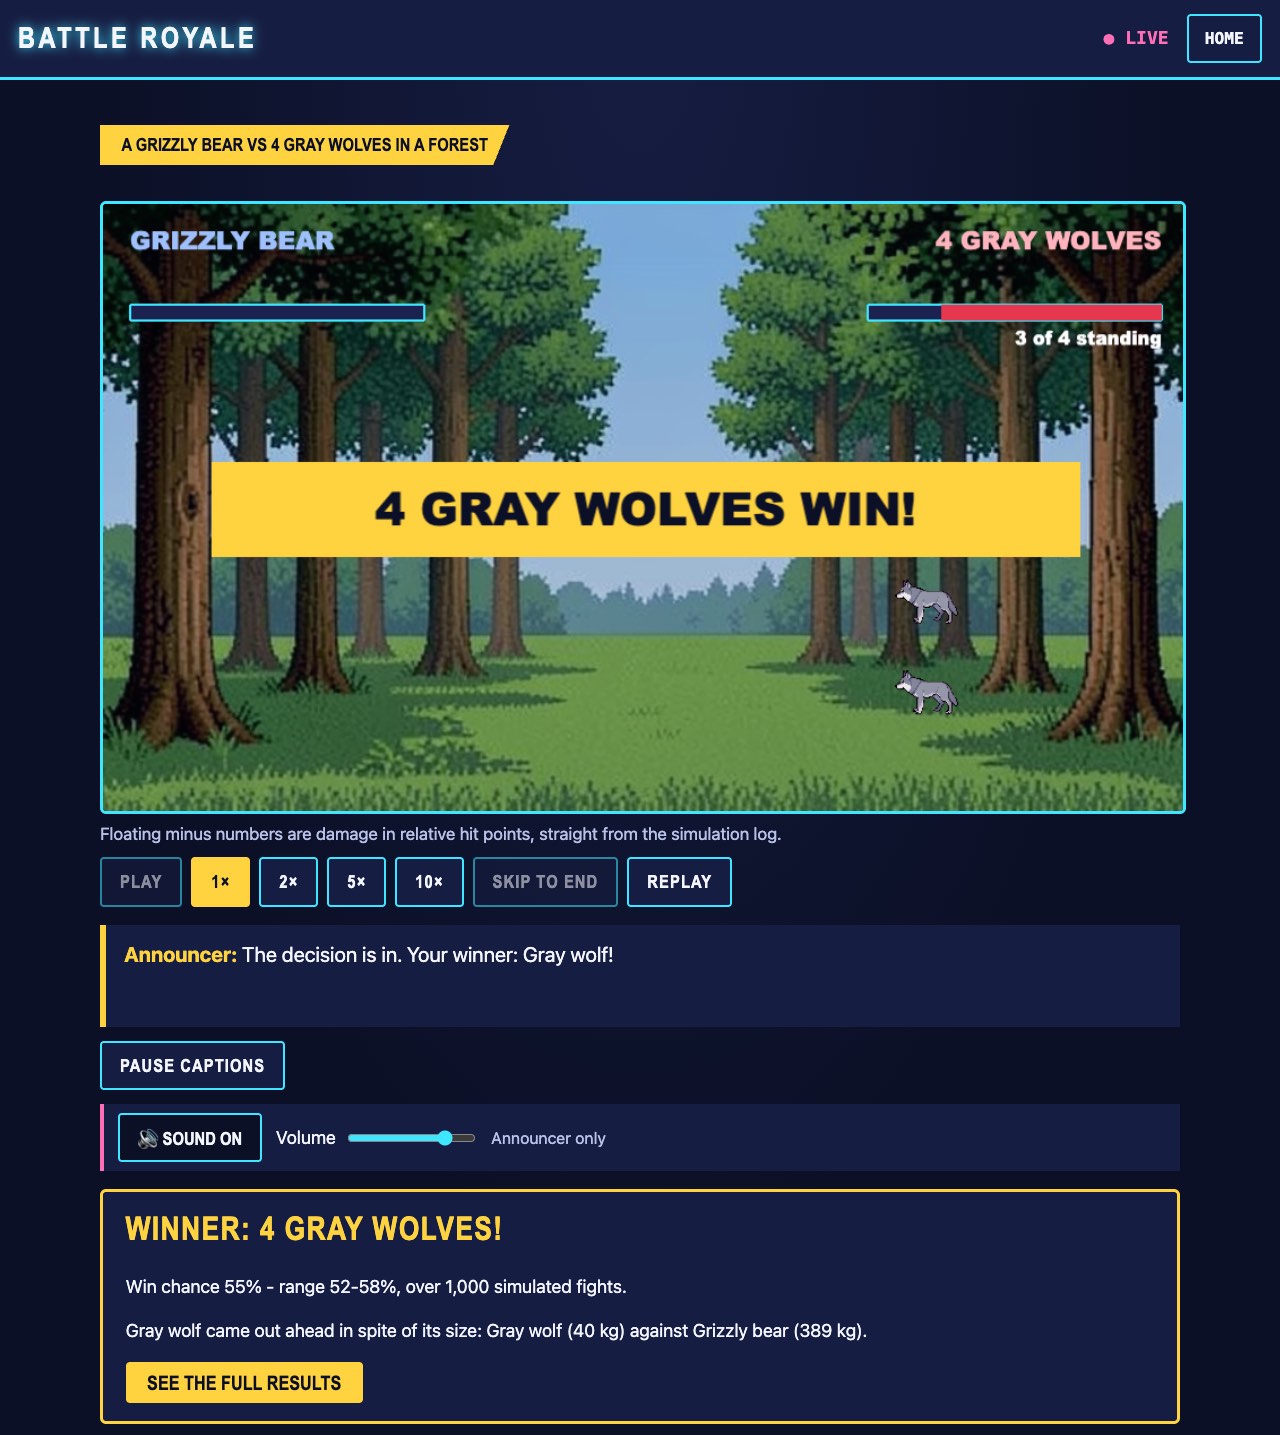 BATTLE ROYALE
● LIVE
HOME
A GRIZZLY BEAR VS 4 GRAY WOLVES IN A FOREST
GRIZZLY BEAR
4 GRAY WOLVES
3 of 4 standing
4 GRAY WOLVES WIN!
Floating minus numbers are damage in relative hit points, straight from the simulation log.
PLAY
1×
2×
5×
10×
SKIP TO END
REPLAY
Announcer: The decision is in. Your winner: Gray wolf!
PAUSE CAPTIONS
🔊 SOUND ON
Volume
Announcer only
WINNER: 4 GRAY WOLVES!
Win chance 55% - range 52-58%, over 1,000 simulated fights.
Gray wolf came out ahead in spite of its size: Gray wolf (40 kg) against Grizzly bear (389 kg).
SEE THE FULL RESULTS